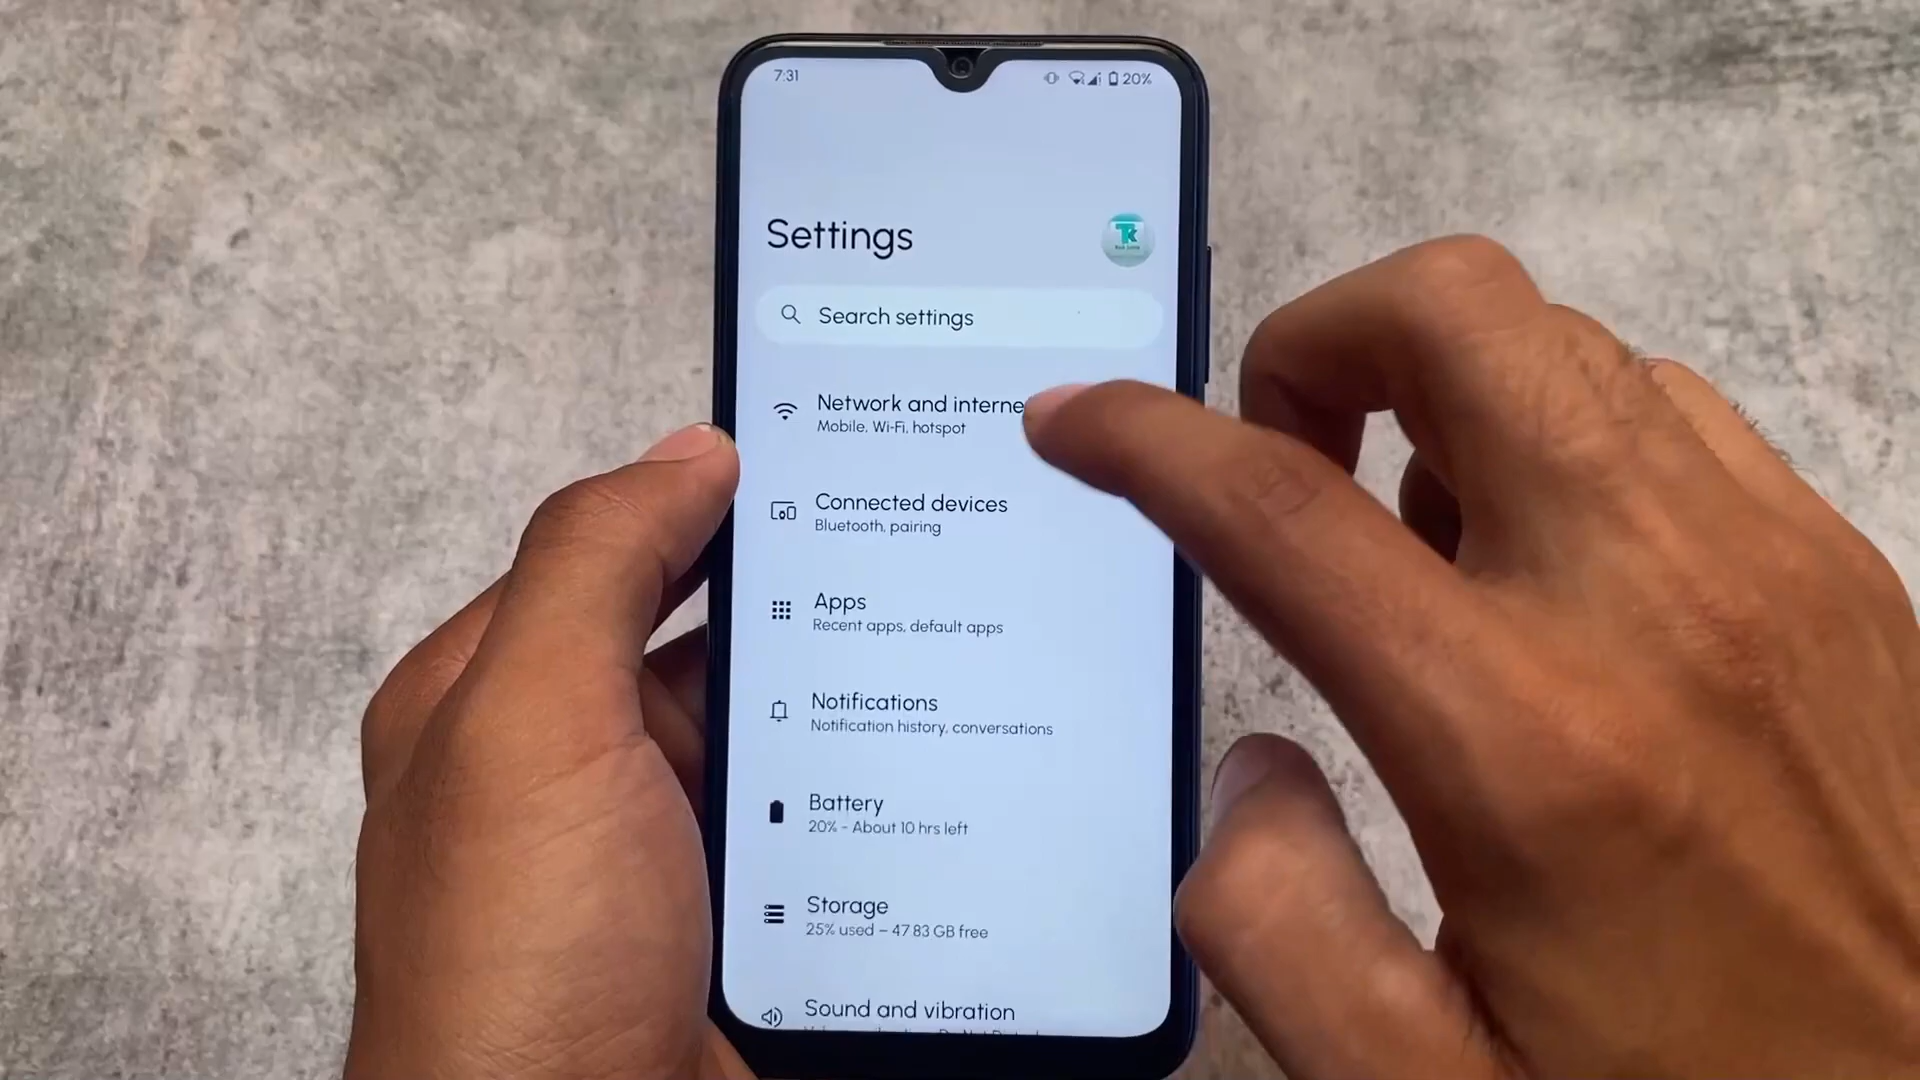 7:31
20%
Settings
TK
Search settings
Network and interne
Mobile, Wi-Fi, hotspot
Connected devices
Bluetooth, pairing
Apps
Recent apps, default apps
Notifications
Notification history, conversations
Battery
20% - About 10 hrs left
Storage
25% used – 47.83 GB free
Sound and vibration